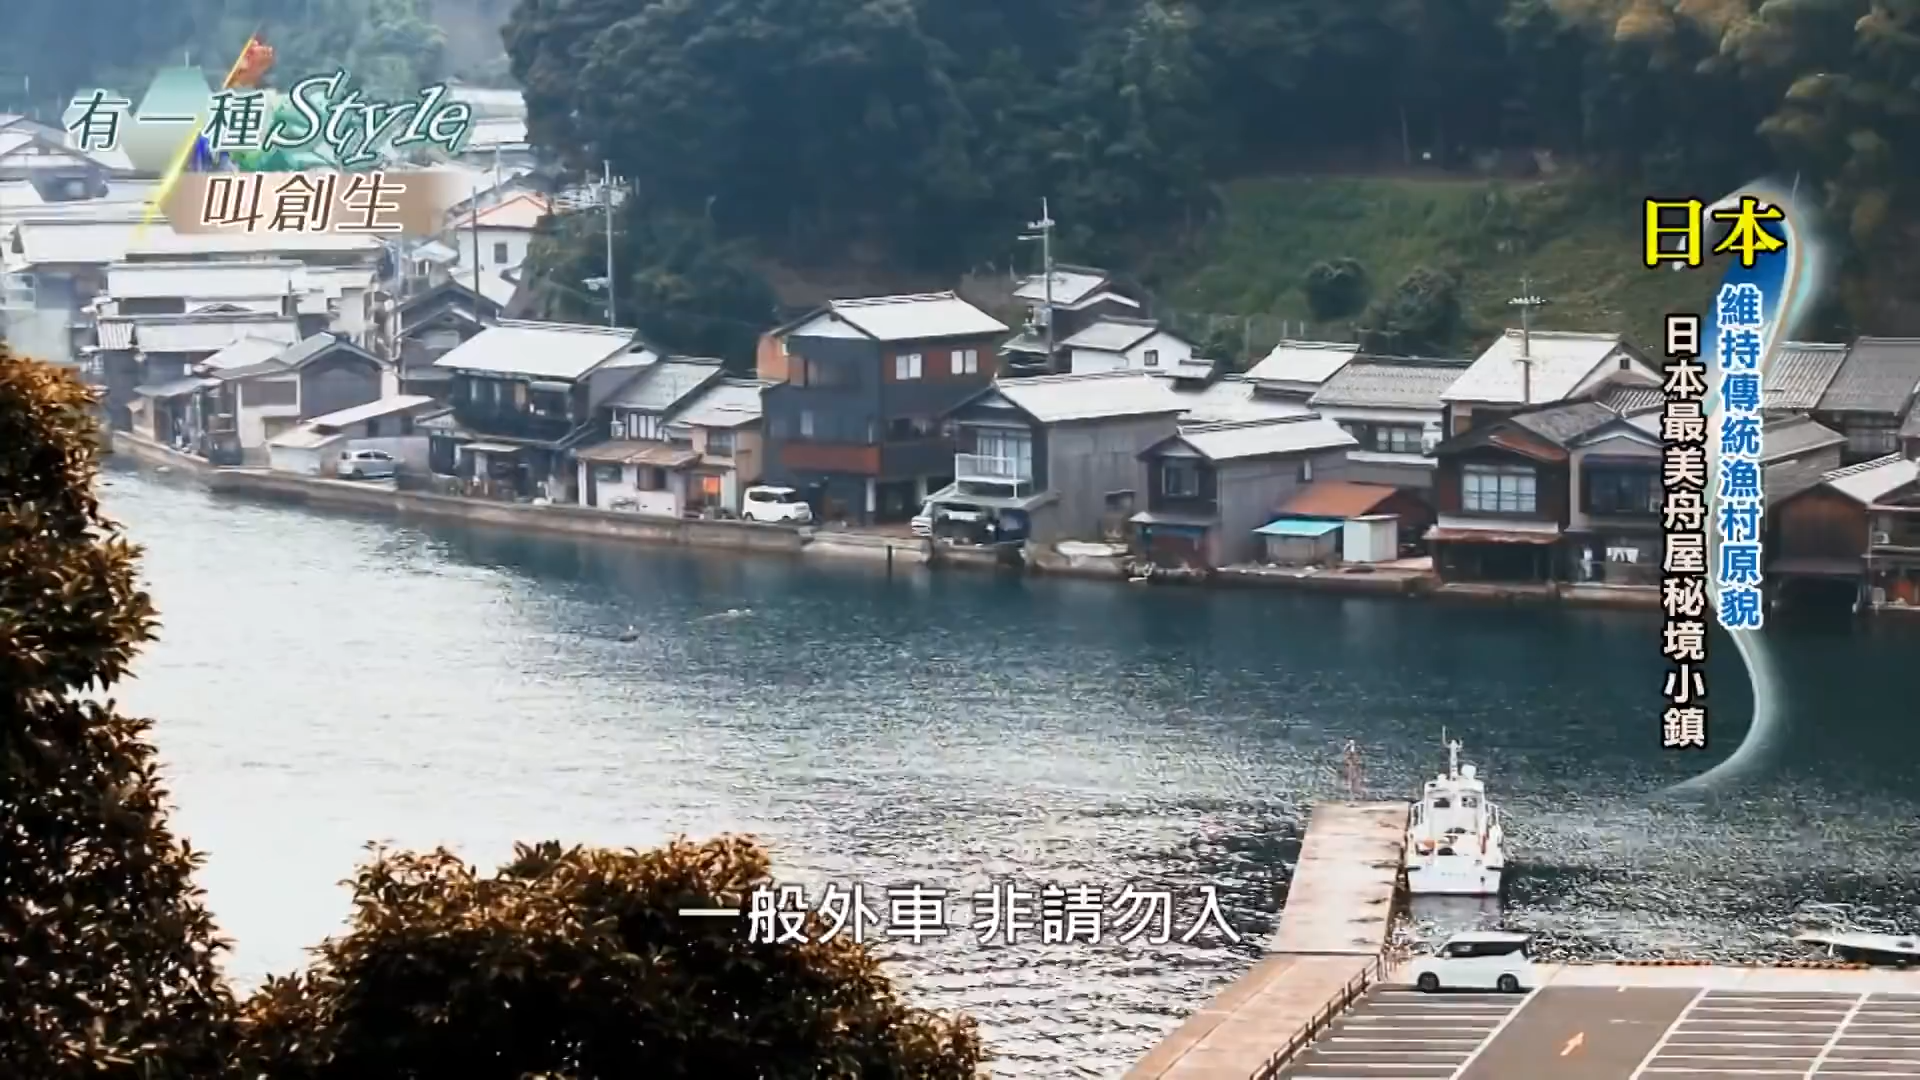 有一種Style
叫創生
日本
維持傳統漁村原貌
日本最美舟屋秘境小鎮
一般外車 非請勿入